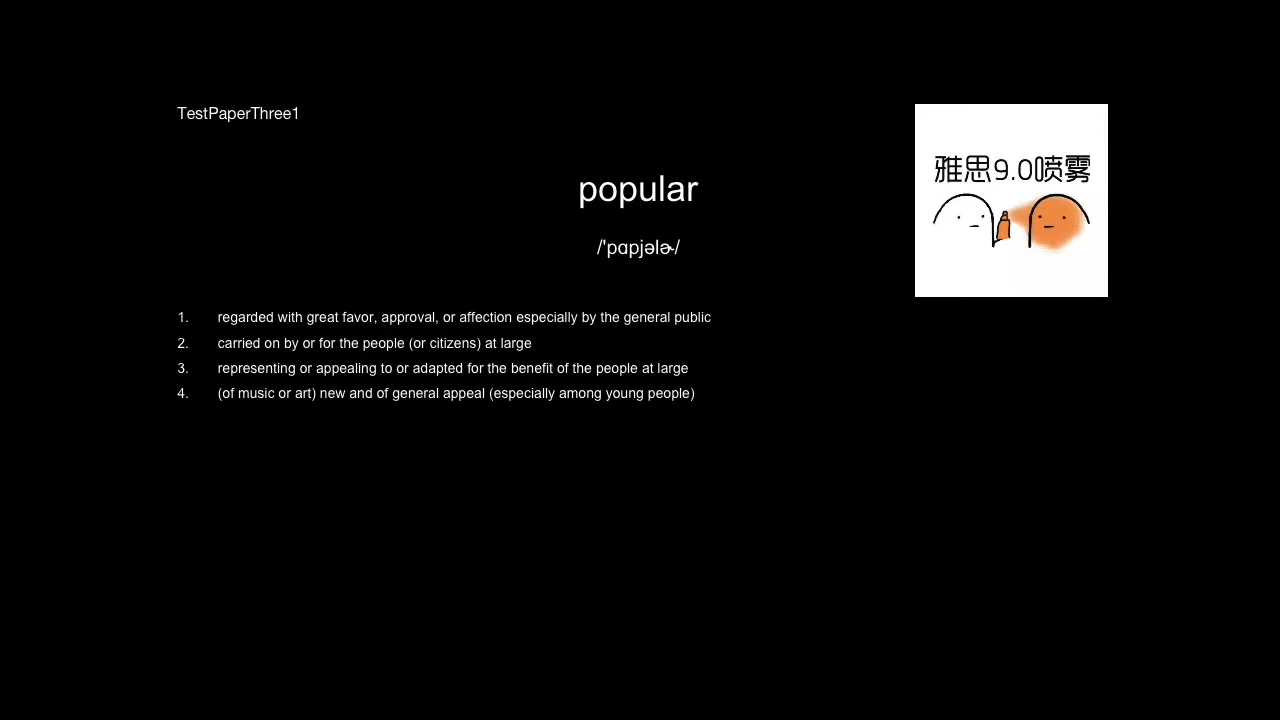 TestPaperThree1
雅思9.0喷雾
popular
/'pɑpjəlɚ/
1. regarded with great favor, approval, or affection especially by the general public
2. carried on by or for the people (or citizens) at large
3. representing or appealing to or adapted for the benefit of the people at large
4. (of music or art) new and of general appeal (especially among young people)